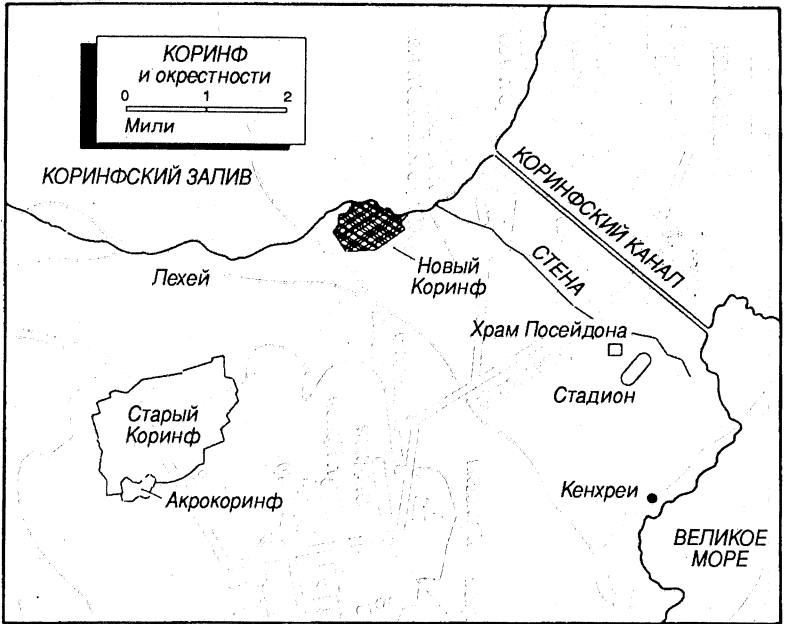 КОРИНФ
и окрестности
0 1 2
Мили
КОРИНФСКИЙ ЗАЛИВ
КОРИНФСКИЙ КАНАЛ
СТЕНА
Лехей
Новый
Коринф
Храм Посейдона
Стадион
Старый
Коринф
Акрокоринф
Кенхреи
ВЕЛИКОЕ
МОРЕ